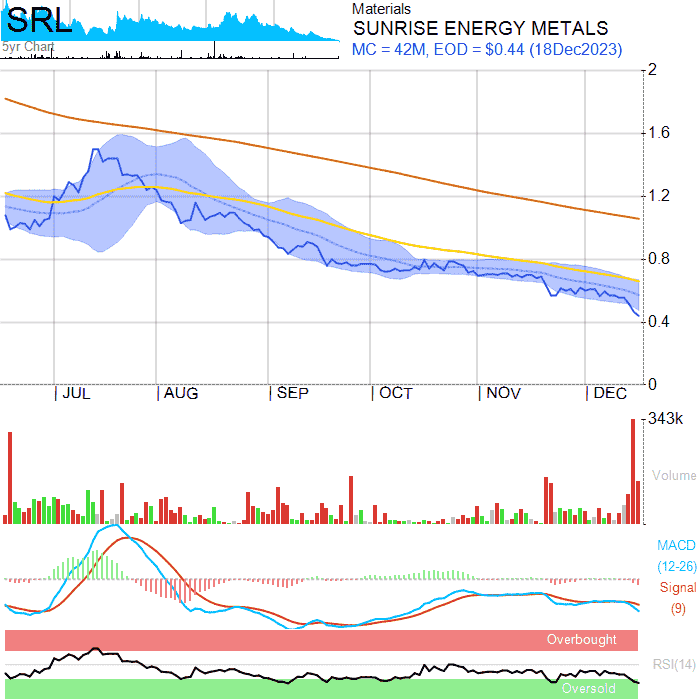 SRL
5yr Chart
Materials
SUNRISE ENERGY METALS
MC = 42M, EOD = $0.44 (18Dec2023)
2
1.6
1.2
0.8
0.4
0
JUL AUG SEP OCT NOV DEC
343k
Volume
MACD
(12-26)
Signal
(9)
Overbought
RSI(14)
Oversold